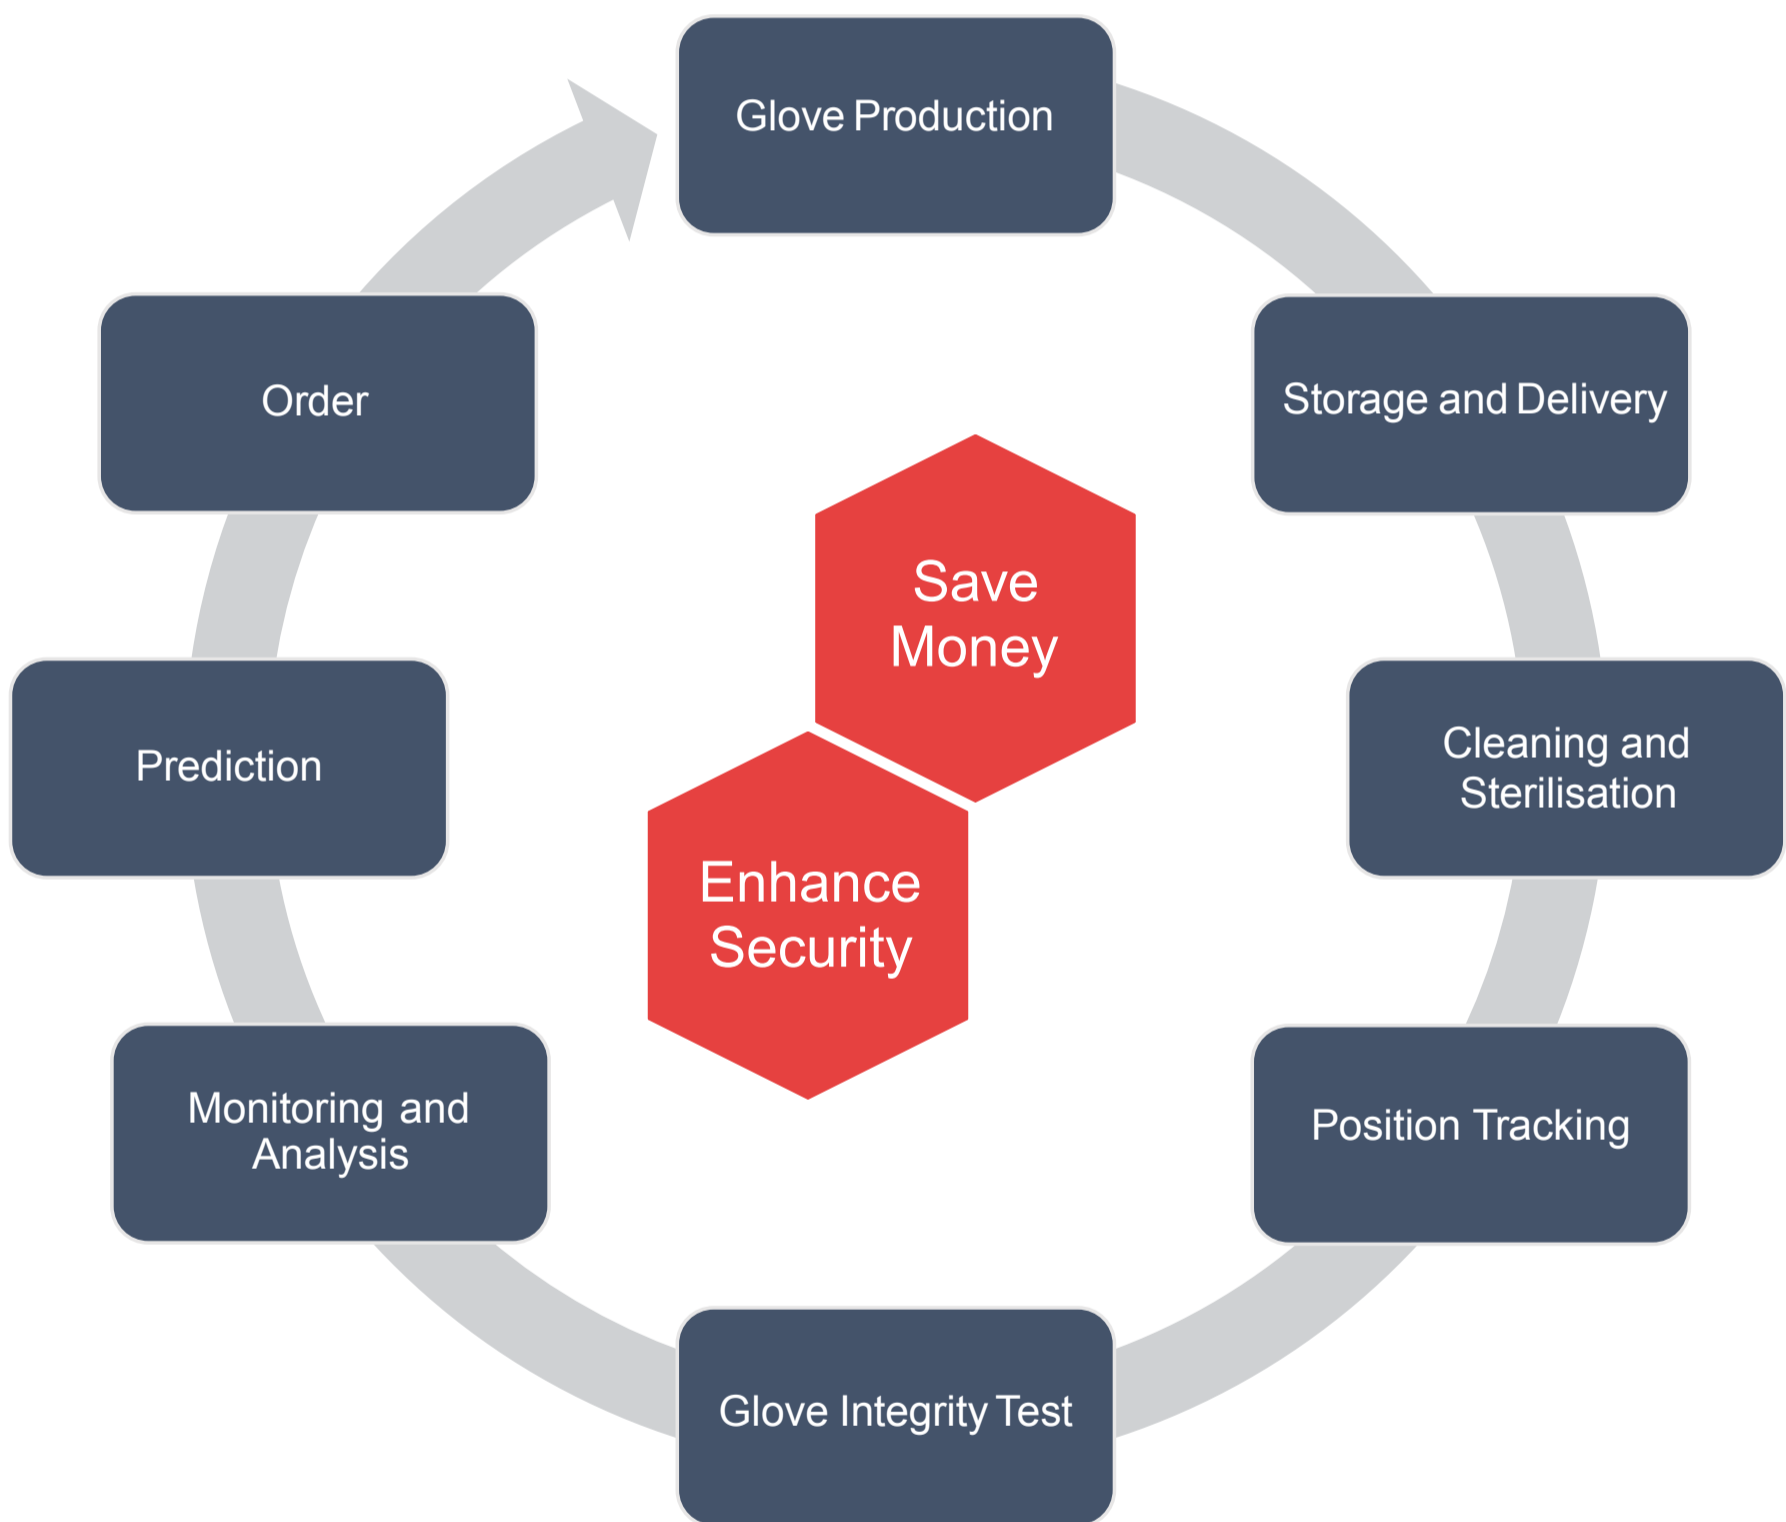 Glove Production
Storage and Delivery
Cleaning and
Sterilisation
Position Tracking
Glove Integrity Test
Monitoring and
Analysis
Prediction
Order
Save
Money
Enhance
Security